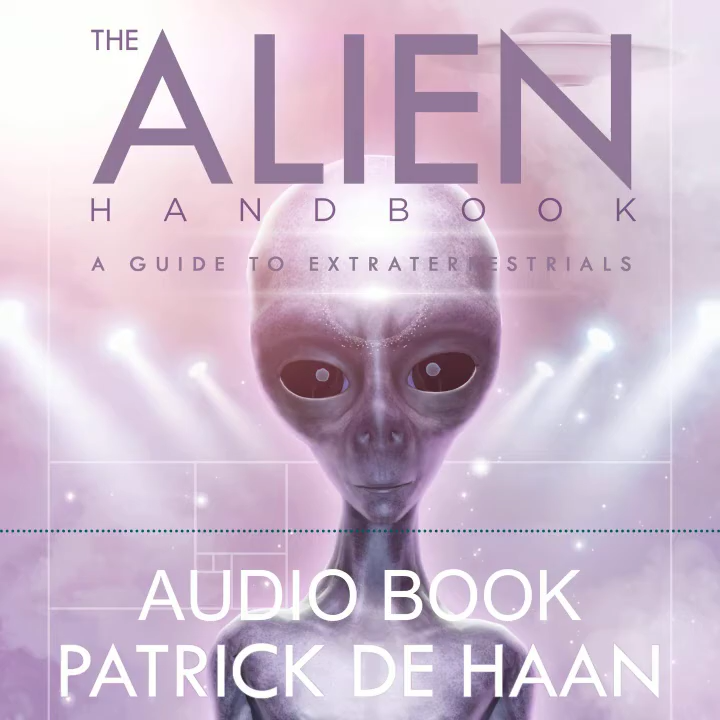 THE ALIEN
HANDBOOK
A GUIDE TO EXTRATERRESTRIALS
AUDIO BOOK
PATRICK DE HAAN